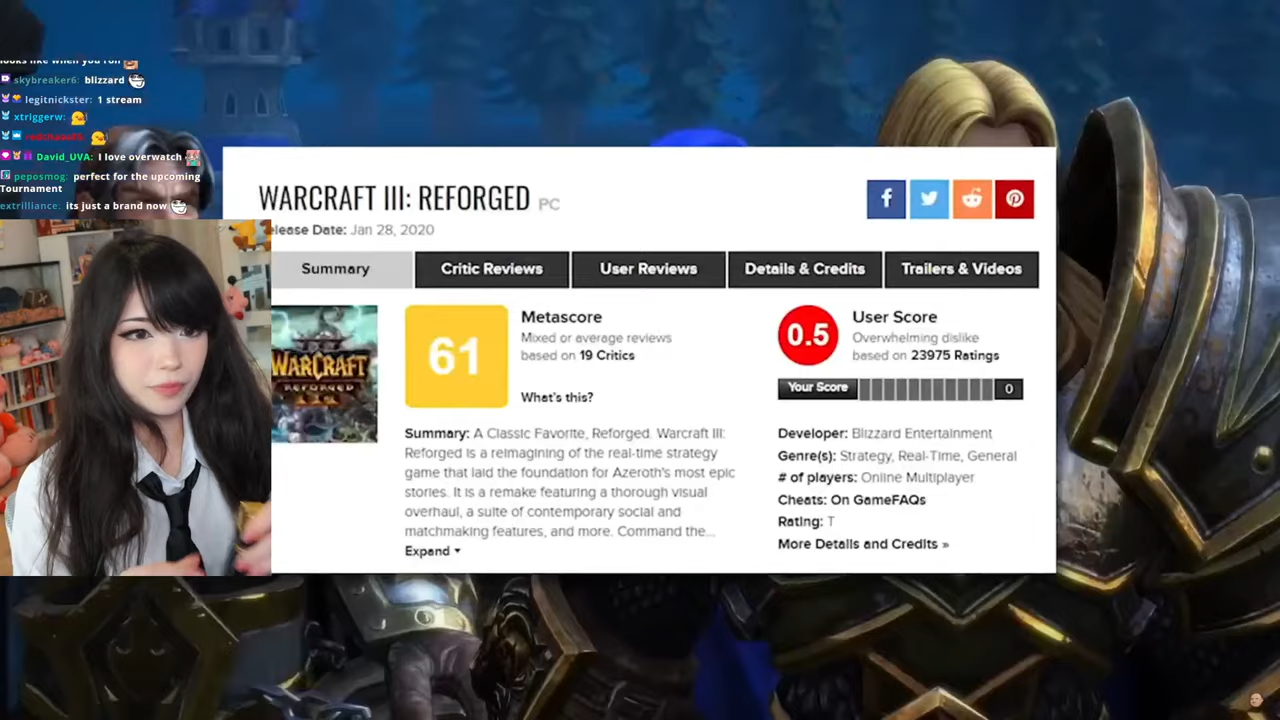 looks like when you roll
skybreaker6: blizzard
legitnickster: 1 stream
xtriggerw:
David_UVA: I love overwatch
peposmog: perfect for the upcoming
Tournament
extrilliance: its just a brand now
WARCRAFT III: REFORGED PC
elease Date: Jan 28, 2020
Summary
Critic Reviews
User Reviews
Details & Credits
Trailers & Videos
WARCRAFT
REFORGED
61
Metascore
Mixed or average reviews
based on 19 Critics
What's this?
0.5
User Score
Overwhelming dislike
based on 23975 Ratings
Your Score
0
Summary: A Classic Favorite, Reforged. Warcraft III:
Reforged is a reimagining of the real-time strategy
game that laid the foundation for Azeroth's most epic
stories. It is a remake featuring a thorough visual
overhaul, a suite of contemporary social and
matchmaking features, and more. Command the...
Expand
Developer: Blizzard Entertainment
Genre(s): Strategy, Real-Time, General
# of players: Online Multiplayer
Cheats: On GameFAQs
Rating: T
More Details and Credits »